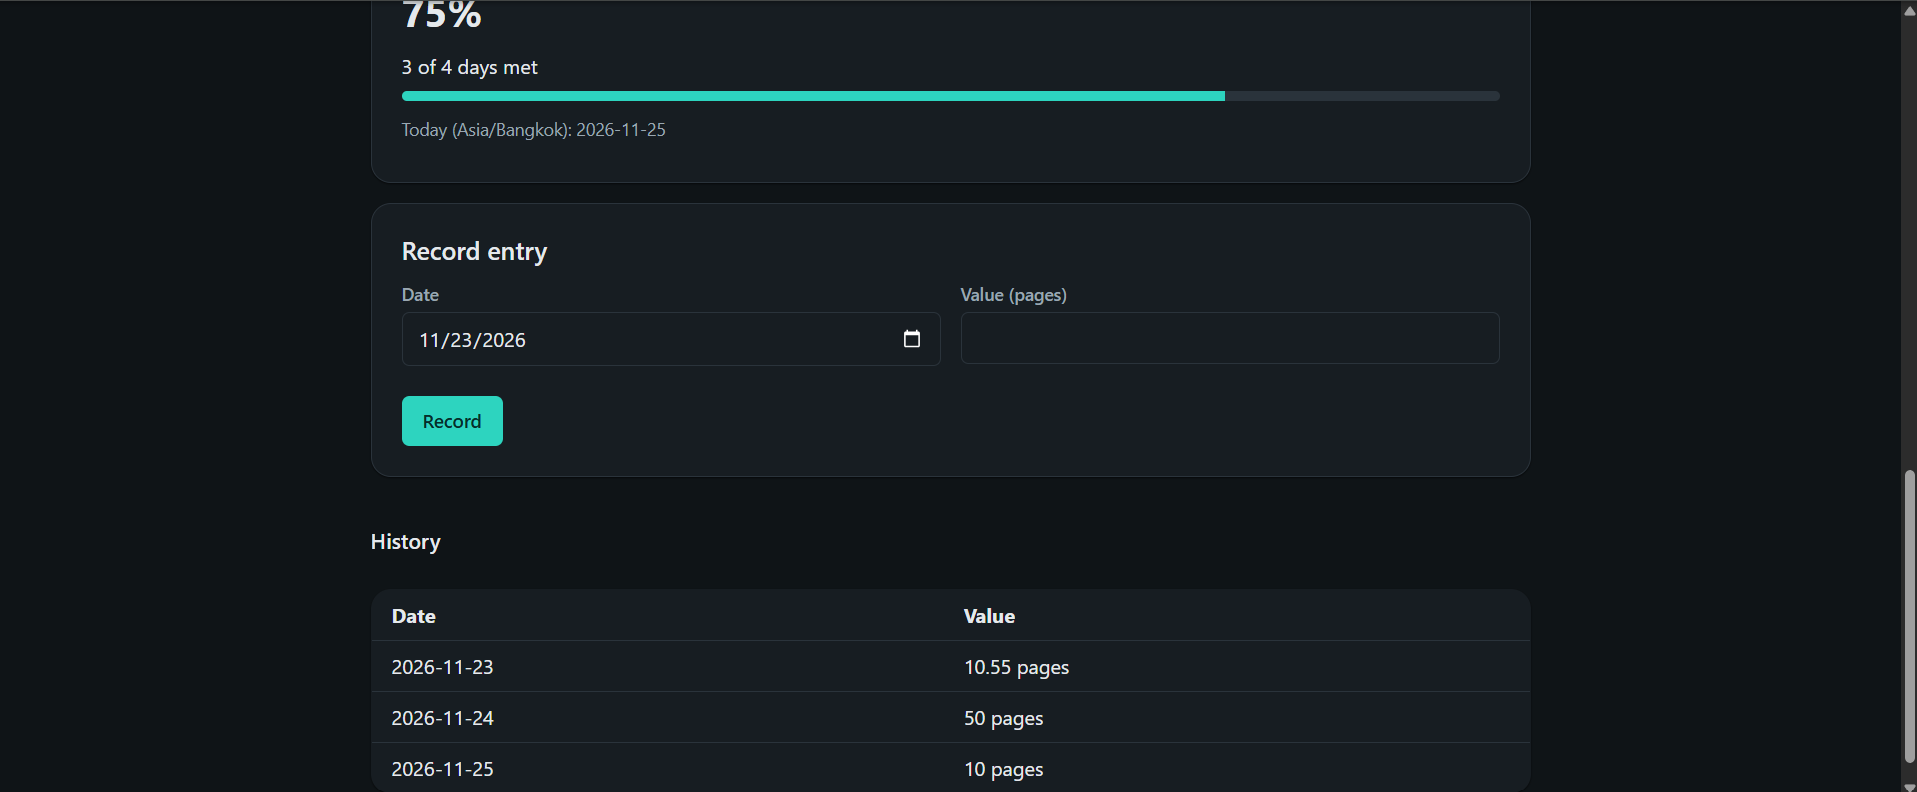 75%
3 of 4 days met
Today (Asia/Bangkok): 2026-11-25
Record entry
Date
Value (pages)
11/23/2026
Record
History
Date Value
2026-11-23 10.55 pages
2026-11-24 50 pages
2026-11-25 10 pages